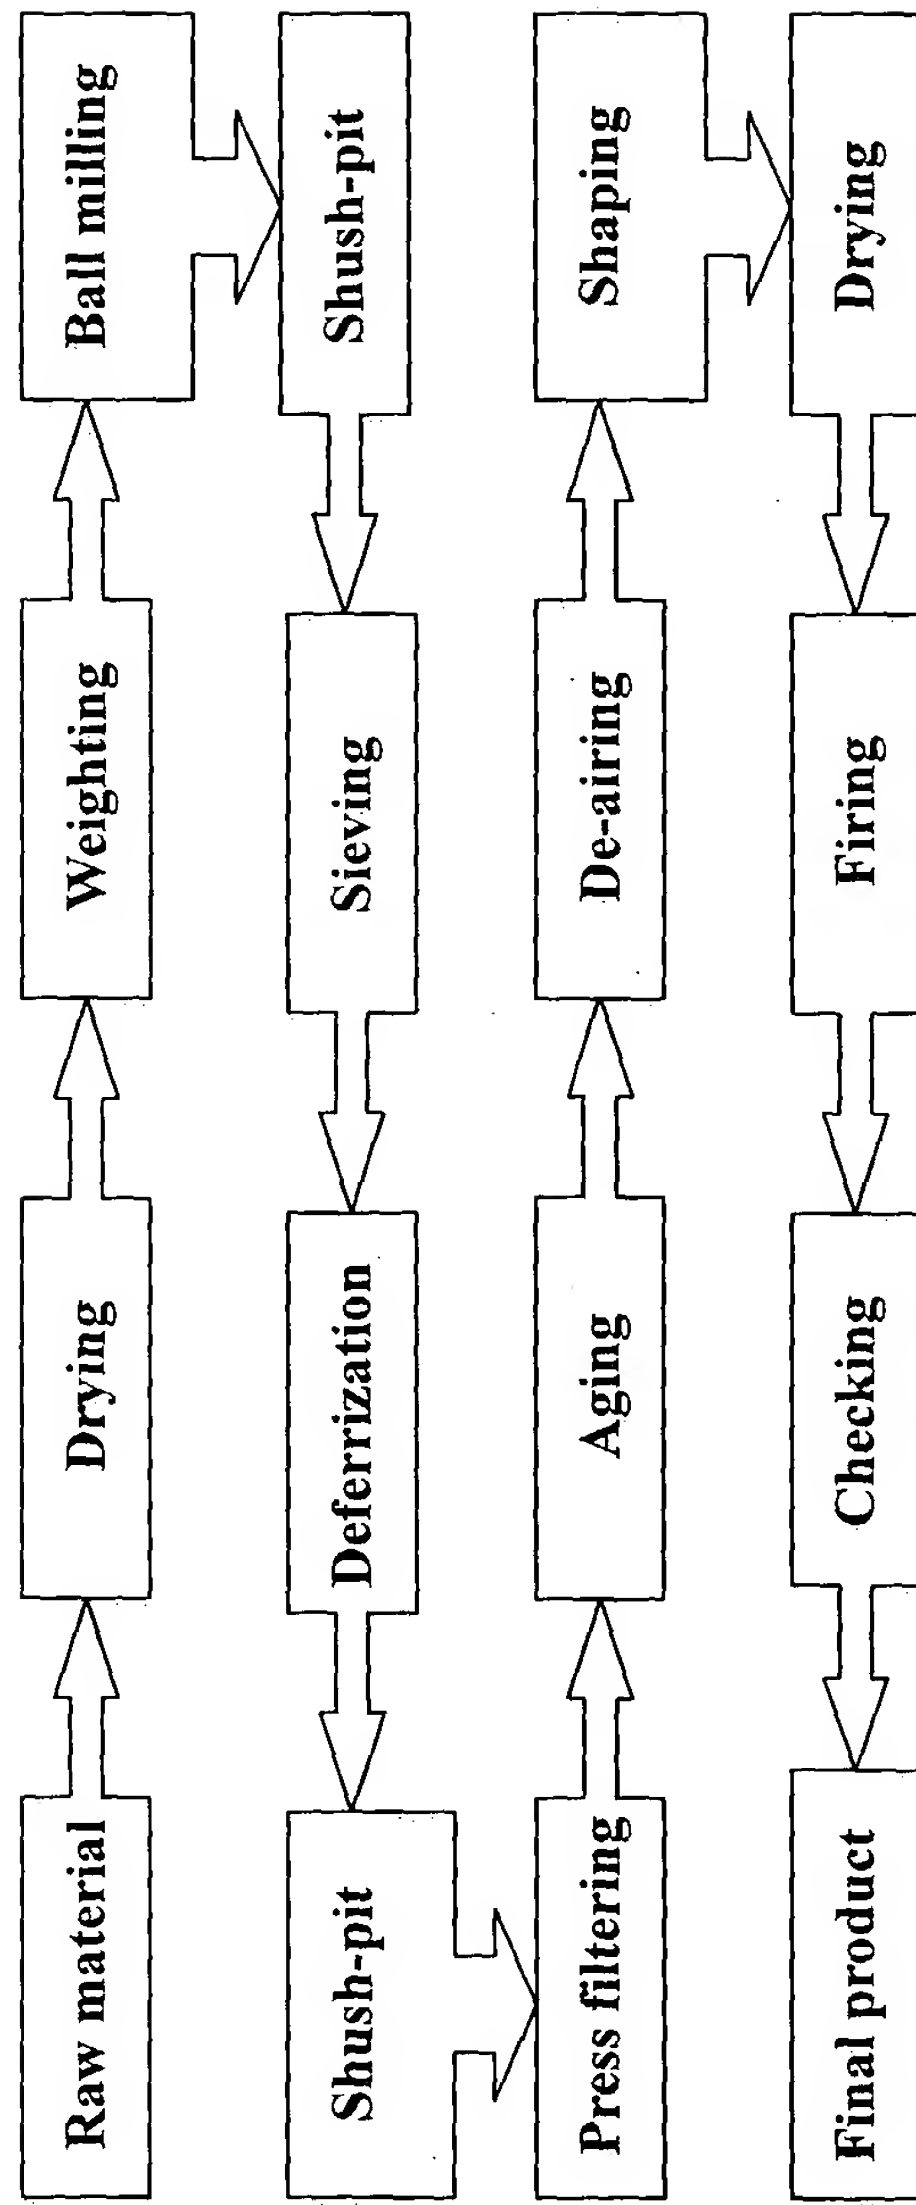 Raw material
Drying
Weighting
Ball milling
Shush-pit
Sieving
Deferrization
Shush-pit
Press filtering
Aging
De-airing
Shaping
Drying
Firing
Checking
Final product